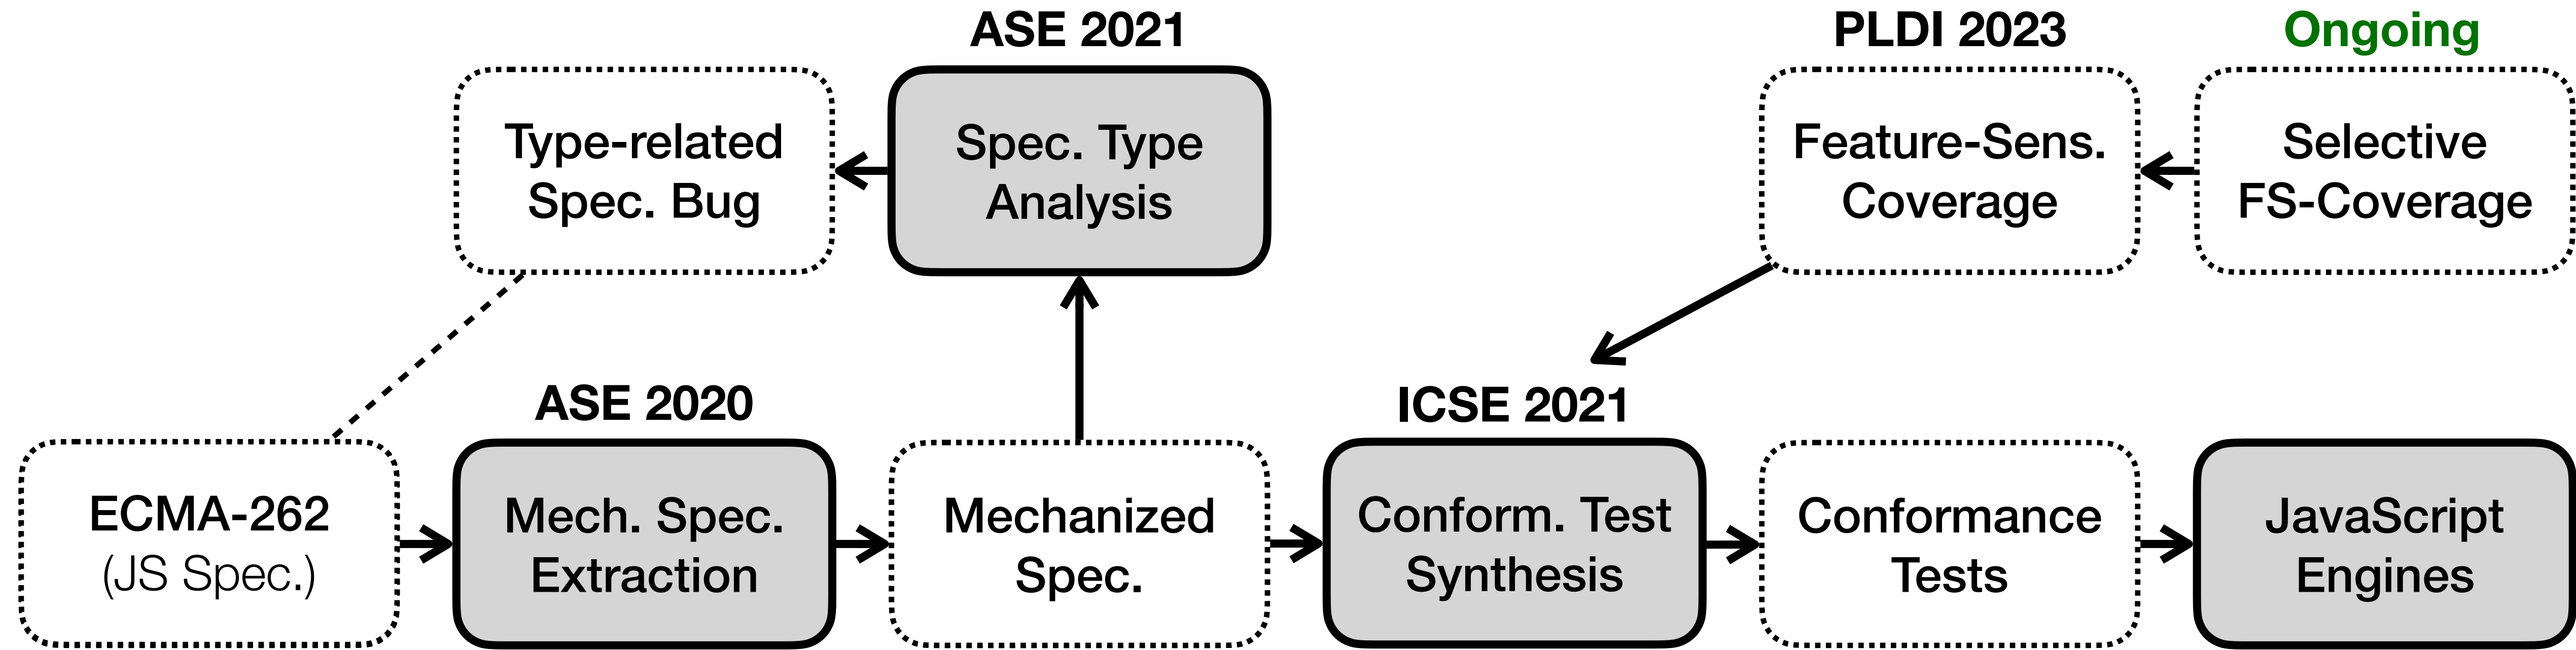 ASE 2021
PLDI 2023
Ongoing
Type-related
Spec. Bug
Spec. Type
Analysis
Feature-Sens.
Coverage
Selective
FS-Coverage
ASE 2020
ICSE 2021
ECMA-262
(JS Spec.)
Mech. Spec.
Extraction
Mechanized
Spec.
Conform. Test
Synthesis
Conformance
Tests
JavaScript
Engines